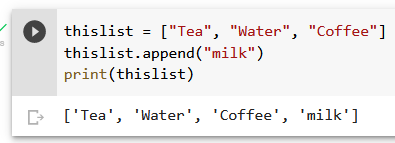 thislist = ["Tea", "Water", "Coffee"]
thislist.append("milk")
print(thislist)
['Tea', 'Water', 'Coffee', 'milk']